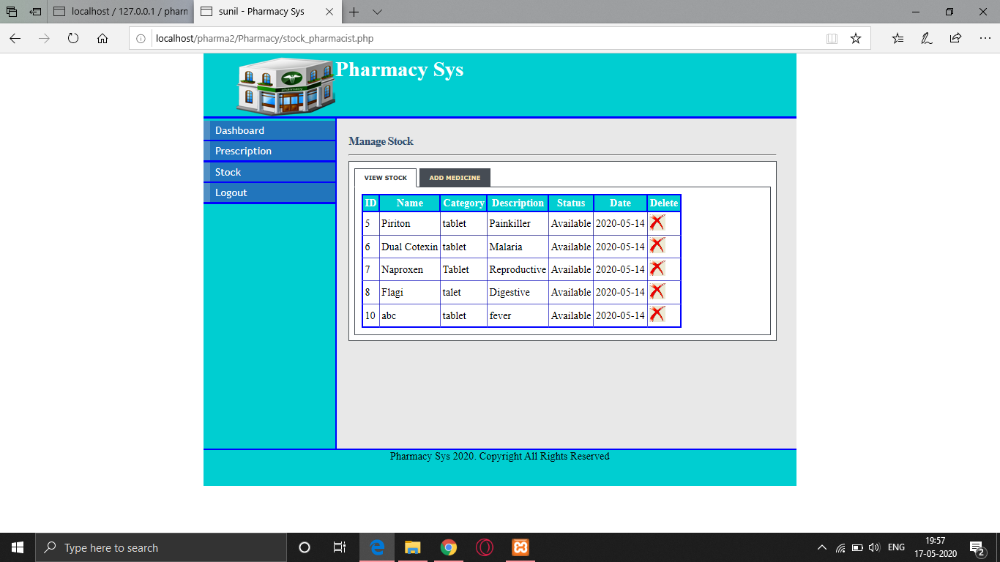 localhost / 127.0.0.1 / pharm
sunil - Pharmacy Sys
localhost/pharma2/Pharmacy/stock_pharmacist.php
pharmacy
Pharmacy Sys
Dashboard
Prescription
Stock
Logout
Manage Stock
VIEW STOCK ADD MEDICINE
ID Name Category Description Status Date Delete
5 Piriton tablet Painkiller Available 2020-05-14
6 Dual Cotexin tablet Malaria Available 2020-05-14
7 Naproxen Tablet Reproductive Available 2020-05-14
8 Flagi talet Digestive Available 2020-05-14
10 abc tablet fever Available 2020-05-14
Pharmacy Sys 2020. Copyright All Rights Reserved
Type here to search
ENG
19:57
17-05-2020
2